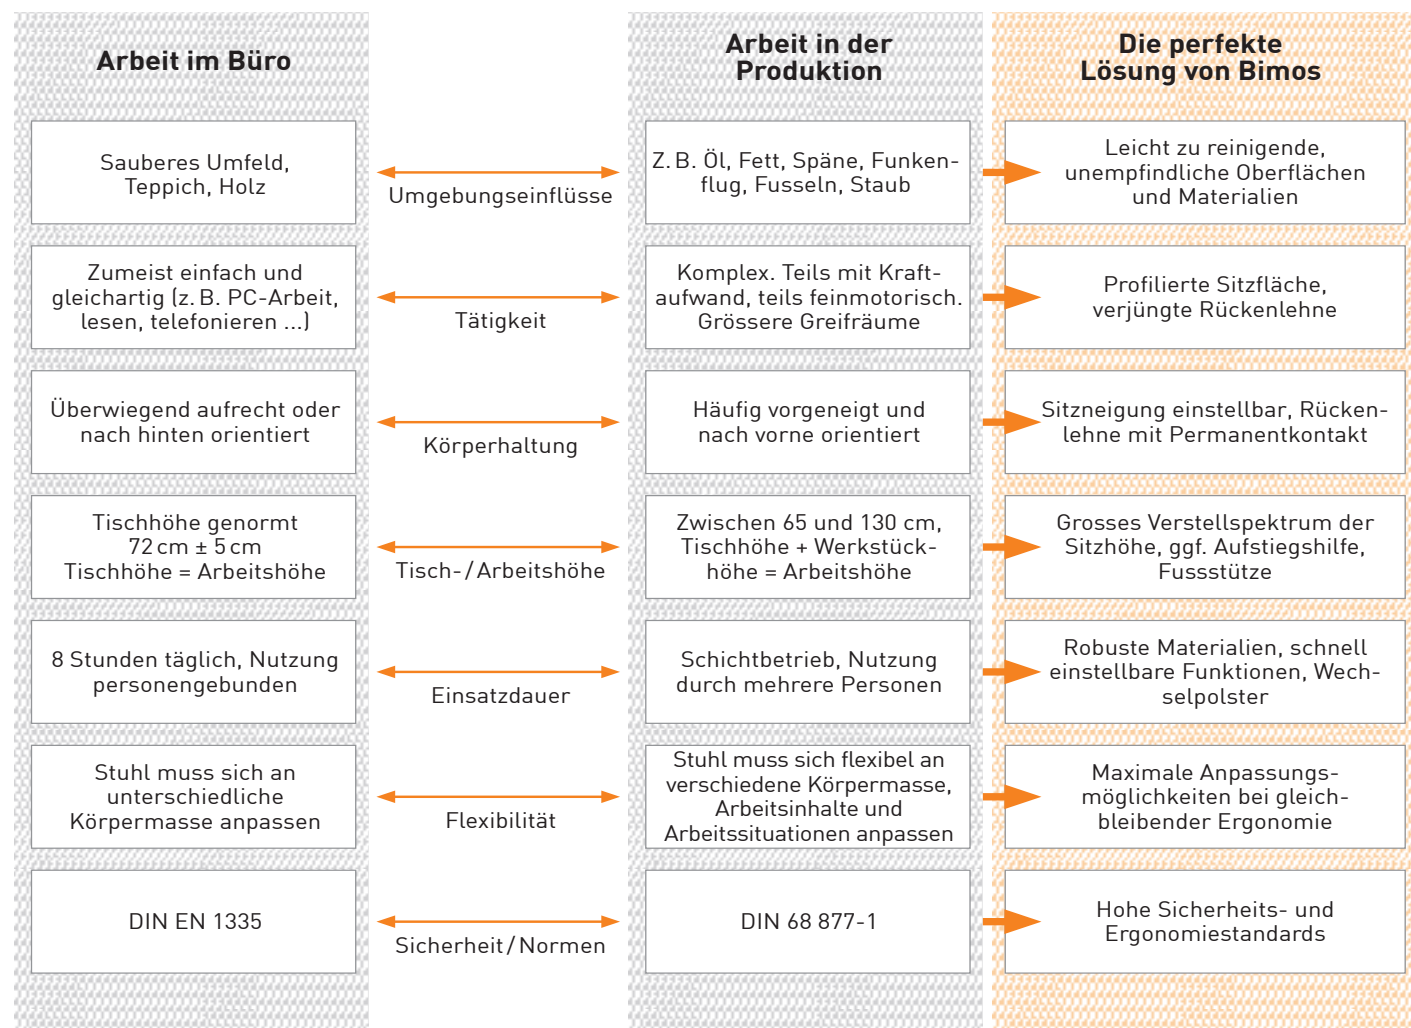 Arbeit im Büro
Arbeit in der
Produktion
Die perfekte
Lösung von Bimos
Sauberes Umfeld,
Teppich, Holz
Umgebungseinflüsse
Z. B. Öl, Fett, Späne, Funken-
flug, Fusseln, Staub
Leicht zu reinigende,
unempfindliche Oberflächen
und Materialien
Zumeist einfach und
gleichartig (z. B. PC-Arbeit,
lesen, telefonieren ...)
Tätigkeit
Komplex. Teils mit Kraft-
aufwand, teils feinmotorisch.
Grössere Greifräume
Profilierte Sitzfläche,
verjüngte Rückenlehne
Überwiegend aufrecht oder
nach hinten orientiert
Körperhaltung
Häufig vorgeneigt und
nach vorne orientiert
Sitzneigung einstellbar, Rücken-
lehne mit Permanentkontakt
Tischhöhe genormt
72 cm ± 5 cm
Tischhöhe = Arbeitshöhe
Tisch-/Arbeitshöhe
Zwischen 65 und 130 cm,
Tischhöhe + Werkstück-
höhe = Arbeitshöhe
Grosses Verstellspektrum der
Sitzhöhe, ggf. Aufstiegshilfe,
Fussstütze
8 Stunden täglich, Nutzung
personengebunden
Einsatzdauer
Schichtbetrieb, Nutzung
durch mehrere Personen
Robuste Materialien, schnell
einstellbare Funktionen, Wech-
selpolster
Stuhl muss sich an
unterschiedliche
Körpermasse anpassen
Flexibilität
Stuhl muss sich flexibel an
verschiedene Körpermasse,
Arbeitsinhalte und
Arbeitssituationen anpassen
Maximale Anpassungs-
möglichkeiten bei gleich-
bleibender Ergonomie
DIN EN 1335
Sicherheit/Normen
DIN 68 877-1
Hohe Sicherheits- und
Ergonomiestandards